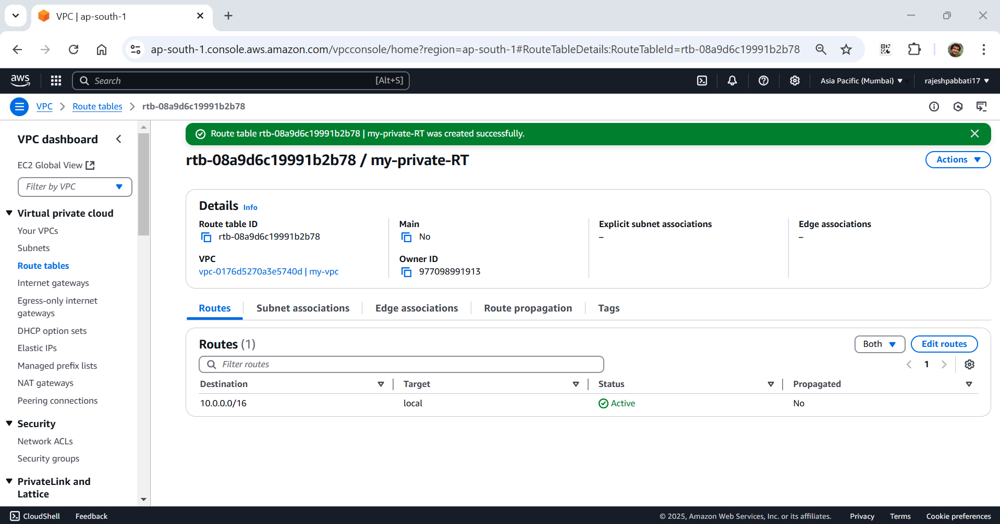 VPC | ap-south-1
ap-south-1.console.aws.amazon.com/vpcconsole/home?region=ap-south-1#RouteTableDetails:RouteTableId=rtb-08a9d6c19991b2b78
aws
Search
[Alt+S]
Asia Pacific (Mumbai)
rajeshpabbati17
VPC
Route tables
rtb-08a9d6c19991b2b78
VPC dashboard
EC2 Global View
Filter by VPC
Virtual private cloud
Your VPCs
Subnets
Route tables
Internet gateways
Egress-only internet
gateways
DHCP option sets
Elastic IPs
Managed prefix lists
NAT gateways
Peering connections
Security
Network ACLs
Security groups
PrivateLink and
Lattice
Route table rtb-08a9d6c19991b2b78 | my-private-RT was created successfully.
rtb-08a9d6c19991b2b78 / my-private-RT
Actions
Details Info
Route table ID
rtb-08a9d6c19991b2b78
Main
No
Explicit subnet associations
–
Edge associations
–
VPC
vpc-0176d5270a3e5740d | my-vpc
Owner ID
977098991913
Routes
Subnet associations
Edge associations
Route propagation
Tags
Routes (1)
Both
Edit routes
Filter routes
1
Destination
Target
Status
Propagated
10.0.0.0/16
local
Active
No
CloudShell
Feedback
© 2025, Amazon Web Services, Inc. or its affiliates.
Privacy
Terms
Cookie preferences